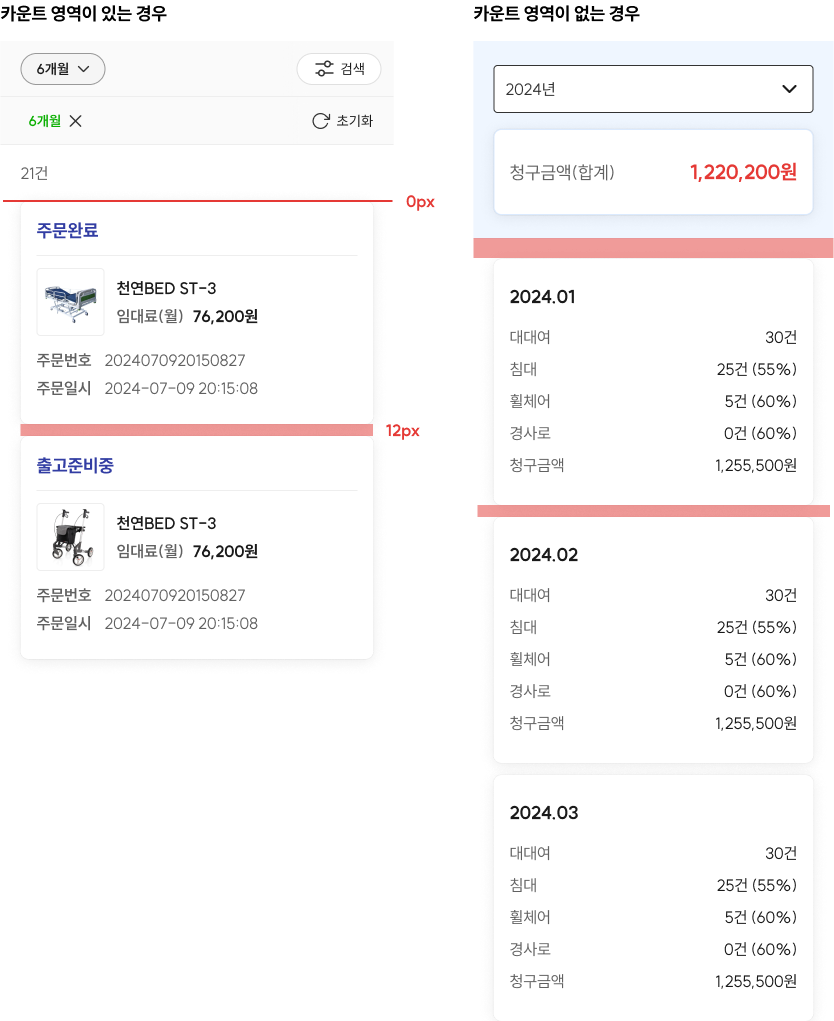 카운트 영역이 있는 경우
6개월
검색
6개월
초기화
21건
0px
주문완료
천연BED ST-3
임대료(월) 76,200원
주문번호 2024070920150827
주문일시 2024-07-09 20:15:08
12px
출고준비중
천연BED ST-3
임대료(월) 76,200원
주문번호 2024070920150827
주문일시 2024-07-09 20:15:08
카운트 영역이 없는 경우
2024년
청구금액(합계) 1,220,200원
2024.01
대대여 30건
침대 25건 (55%)
휠체어 5건 (60%)
경사로 0건 (60%)
청구금액 1,255,500원
2024.02
대대여 30건
침대 25건 (55%)
휠체어 5건 (60%)
경사로 0건 (60%)
청구금액 1,255,500원
2024.03
대대여 30건
침대 25건 (55%)
휠체어 5건 (60%)
경사로 0건 (60%)
청구금액 1,255,500원